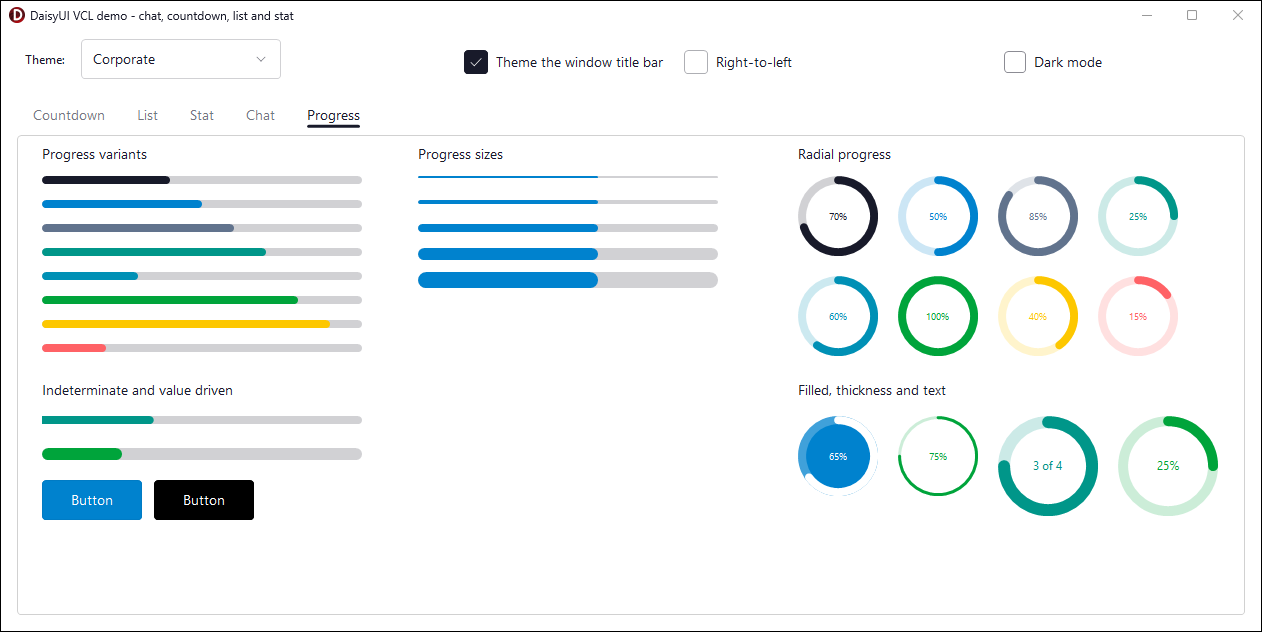 DaisyUI VCL demo - chat, countdown, list and stat
Theme: Corporate Theme the window title bar Right-to-left Dark mode
Countdown List Stat Chat Progress
Progress variants Progress sizes Radial progress
70% 50% 85% 25%
60% 100% 40% 15%
Indeterminate and value driven Filled, thickness and text
65% 75% 3 of 4 25%
Button Button